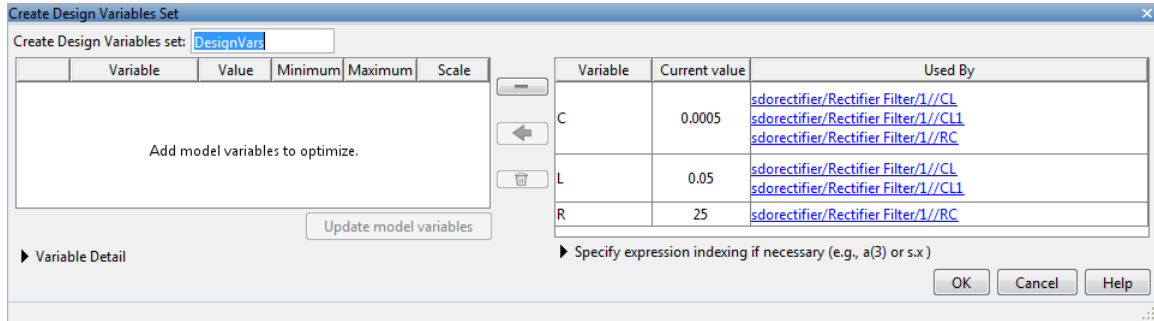 Create Design Variables Set
Create Design Variables set: DesignVars
Variable Value Minimum Maximum Scale
Add model variables to optimize.
Update model variables
Variable Detail
Variable Current value Used By
C 0.0005 sdorectifier/Rectifier Filter/1//CL
sdorectifier/Rectifier Filter/1//CL1
sdorectifier/Rectifier Filter/1//RC
L 0.05 sdorectifier/Rectifier Filter/1//CL
sdorectifier/Rectifier Filter/1//CL1
R 25 sdorectifier/Rectifier Filter/1//RC
Specify expression indexing if necessary (e.g., a(3) or s.x )
OK Cancel Help